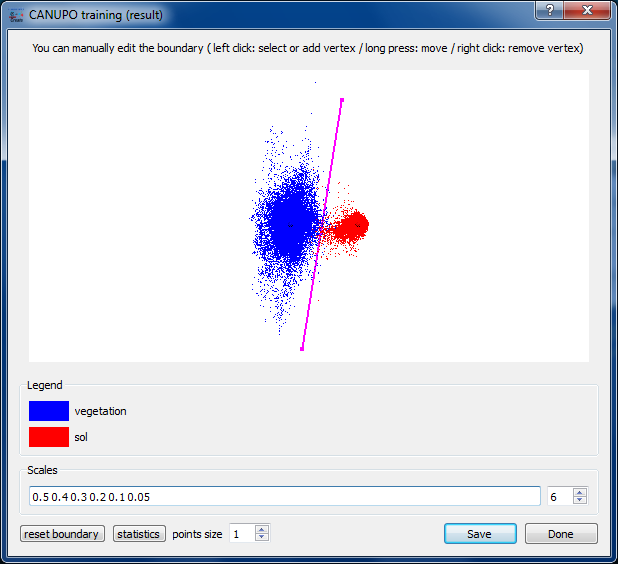 CANUPO training (result)
You can manually edit the boundary ( left click: select or add vertex / long press: move / right click: remove vertex)
Legend
vegetation
sol
Scales
0.5 0.4 0.3 0.2 0.1 0.05 6
reset boundary statistics points size 1 Save Done